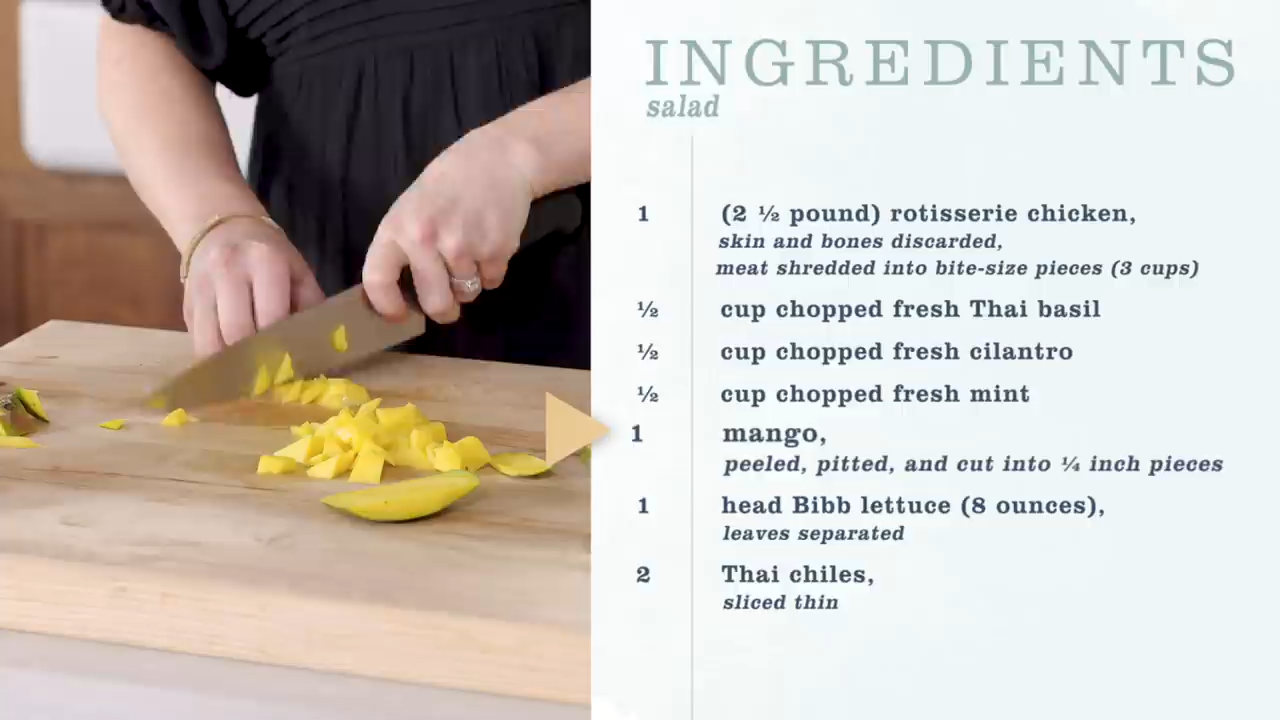 INGREDIENTS
salad
1 (2 ½ pound) rotisserie chicken,
skin and bones discarded,
meat shredded into bite-size pieces (3 cups)
½ cup chopped fresh Thai basil
½ cup chopped fresh cilantro
½ cup chopped fresh mint
1 mango,
peeled, pitted, and cut into ¼ inch pieces
1 head Bibb lettuce (8 ounces),
leaves separated
2 Thai chiles,
sliced thin